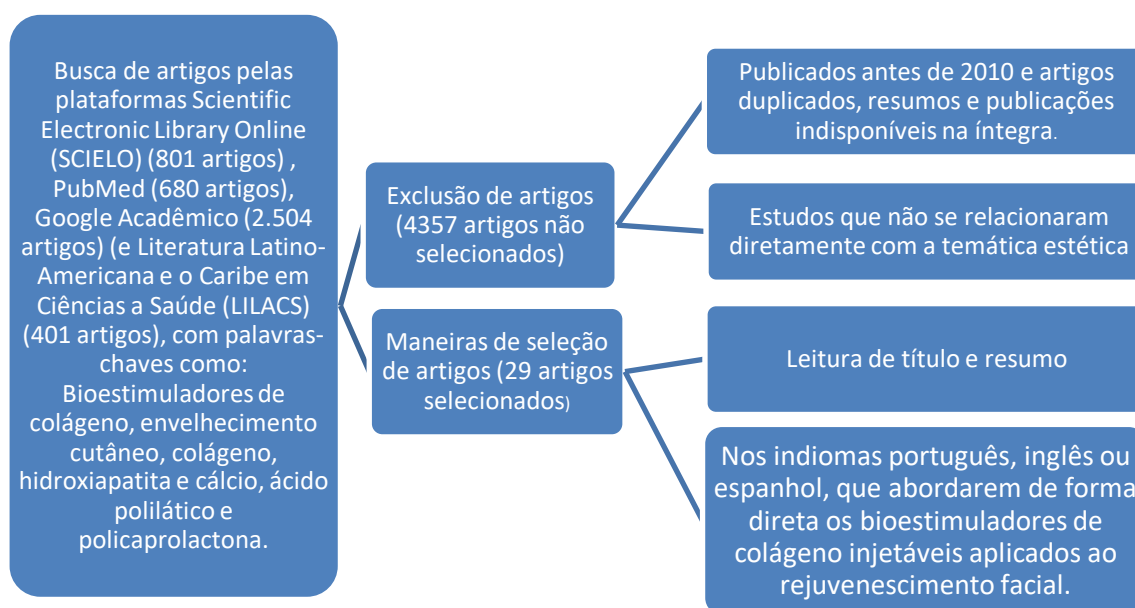 Busca de artigos pelas
plataformas Scientific
Electronic Library Online
(SCIELO) (801 artigos) ,
PubMed (680 artigos),
Google Acadêmico (2.504
artigos) (e Literatura Latino-
Americana e o Caribe em
Ciências a Saúde (LILACS)
(401 artigos), com palavras-
chaves como:
Bioestimuladores de
colágeno, envelhecimento
cutâneo, colágeno,
hidroxiapatita e cálcio, ácido
polilático e
policaprolactona.
Exclusão de artigos
(4357 artigos não
selecionados)
Publicados antes de 2010 e artigos
duplicados, resumos e publicações
indisponíveis na íntegra.
Estudos que não se relacionaram
diretamente com a temática estética
Maneiras de seleção
de artigos (29 artigos
selecionados)
Leitura de título e resumo
Nos indiomas português, inglês ou
espanhol, que abordarem de forma
direta os bioestimuladores de
colágeno injetáveis aplicados ao
rejuvenescimento facial.